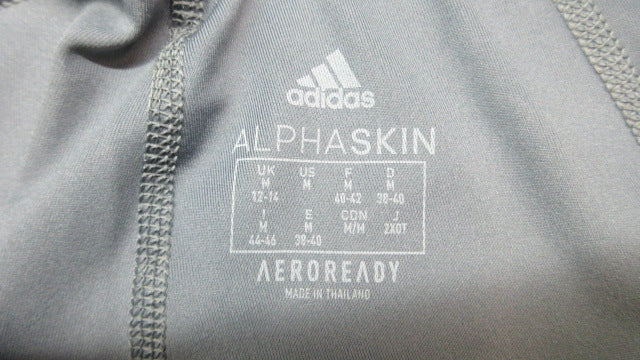 adidas
ALPHASKIN
UK US F D
M M M M
12-14 40-42 38-40
I E CDN J
M M M/M 2XOT
44-46 38-40
AEROREADY
MADE IN THAILAND